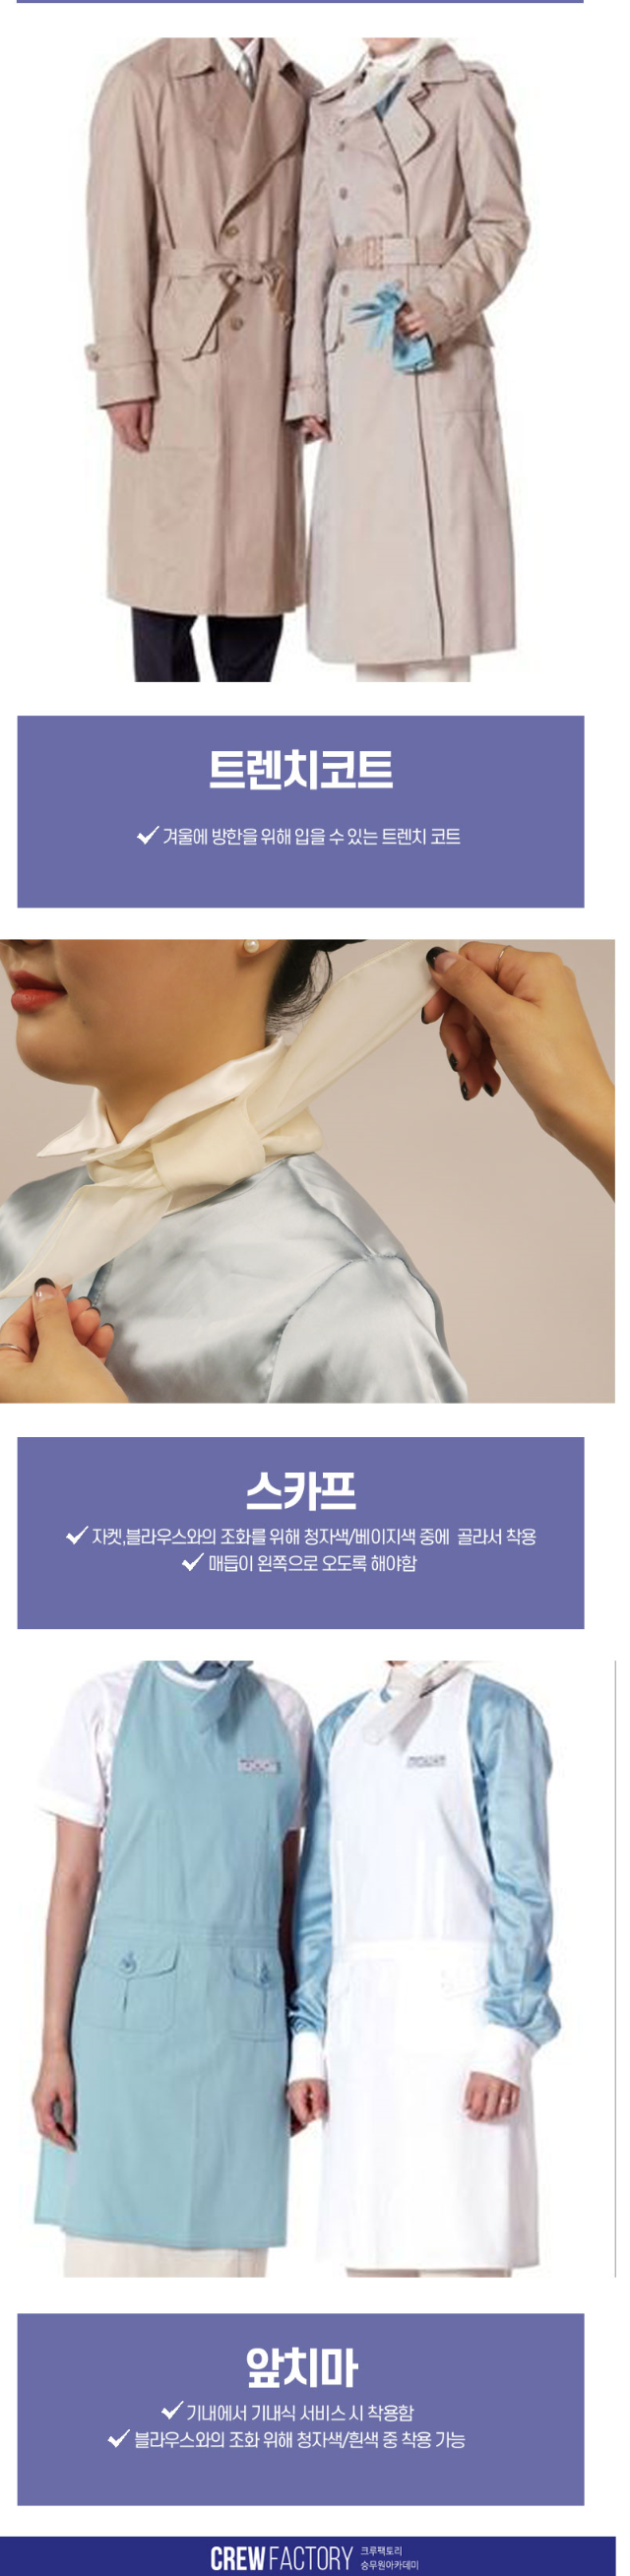 트렌치코트
✓ 겨울에 방한을 위해 입을 수 있는 트렌치 코트
스카프
✓ 자켓,블라우스와의 조화를 위해 청자색/베이지색 중에 골라서 착용
✓ 매듭이 왼쪽으로 오도록 해야함
앞치마
✓ 기내에서 기내식 서비스 시 착용함
✓ 블라우스와의 조화 위해 청자색/흰색 중 착용 가능
CREW FACTORY 크루팩토리
승무원아카데미